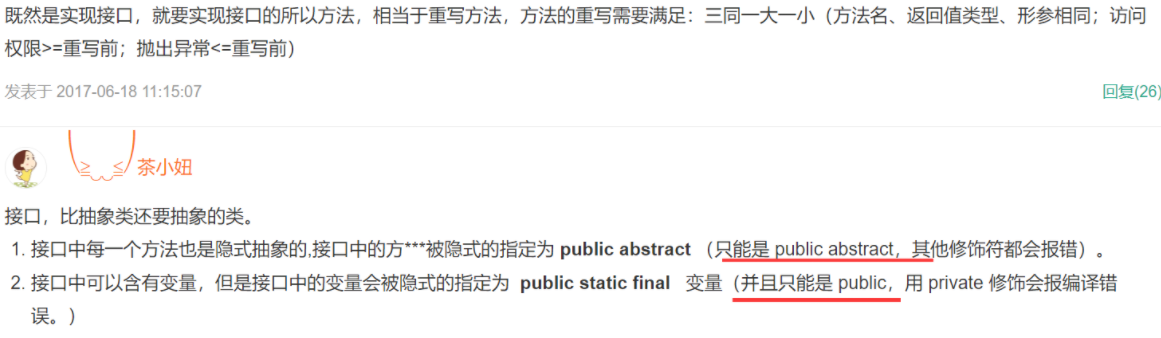 既然是实现接口，就要实现接口的所以方法，相当于重写方法，方法的重写需要满足：三同一大一小（方法名、返回值类型、形参相同；访问
权限>=重写前；抛出异常<=重写前）
发表于 2017-06-18 11:15:07
回复(26)
≧◡◡≦ 茶小妞
接口，比抽象类还要抽象的类。
1. 接口中每一个方法也是隐式抽象的,接口中的方***被隐式的指定为 public abstract （只能是 public abstract，其他修饰符都会报错）。
2. 接口中可以含有变量，但是接口中的变量会被隐式的指定为 public static final 变量（并且只能是 public，用 private 修饰会报编译错
误。）